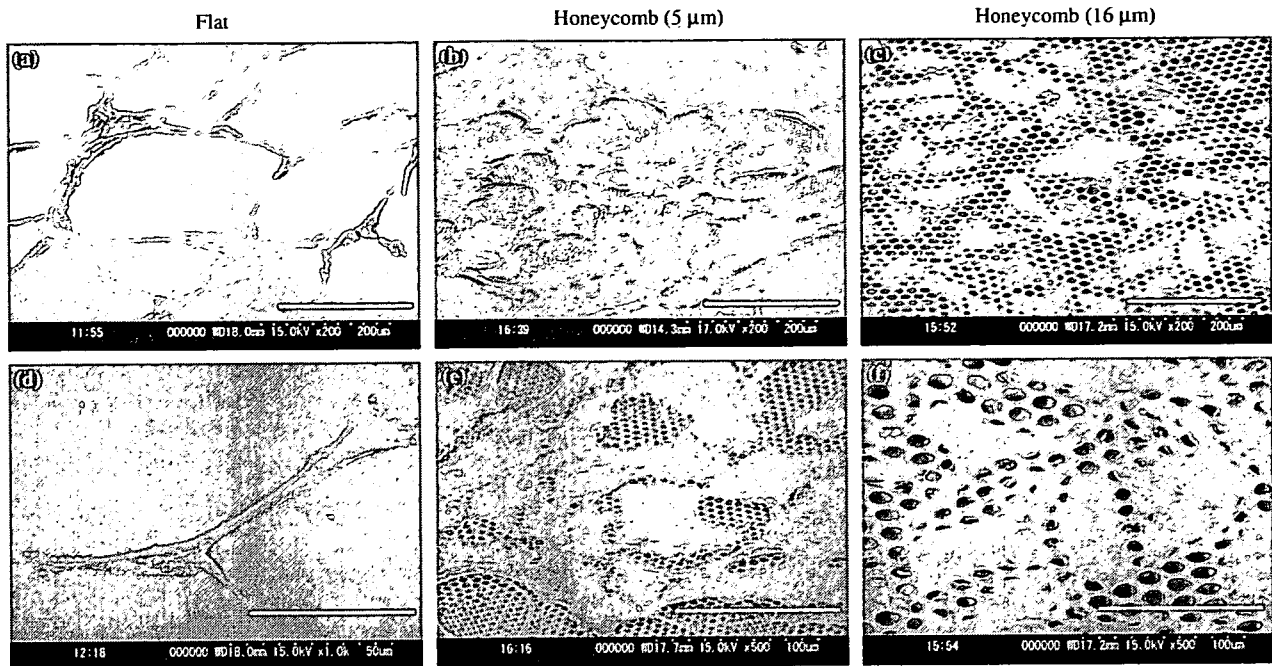 Flat
Honeycomb (5 μm)
Honeycomb (16 μm)
(a)
(b)
(c)
11:55 000000 WD18.0mm 15.0kV x200 200um
16:39 000000 WD14.3mm 17.0kV x200 200um
15:52 000000 WD17.2mm 15.0kV x200 200um
(d)
(e)
(f)
12:18 000000 WD18.0mm 15.0kV x1.0k 50um
16:16 000000 WD17.7mm 15.0kV x500 100um
15:54 000000 WD17.2mm 15.0kV x500 100um